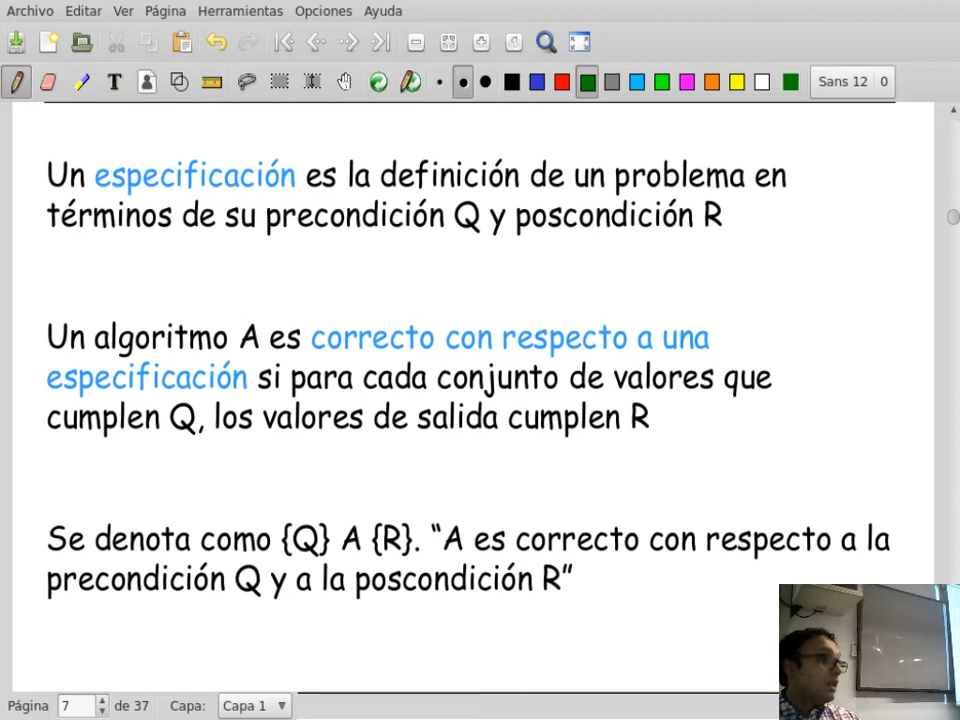 Archivo Editar Ver Página Herramientas Opciones Ayuda
T Sans 12 0
Un especificación es la definición de un problema en
términos de su precondición Q y poscondición R
Un algoritmo A es correcto con respecto a una
especificación si para cada conjunto de valores que
cumplen Q, los valores de salida cumplen R
Se denota como {Q} A {R}. “A es correcto con respecto a la
precondición Q y a la poscondición R”
Página 7 de 37 Capa: Capa 1